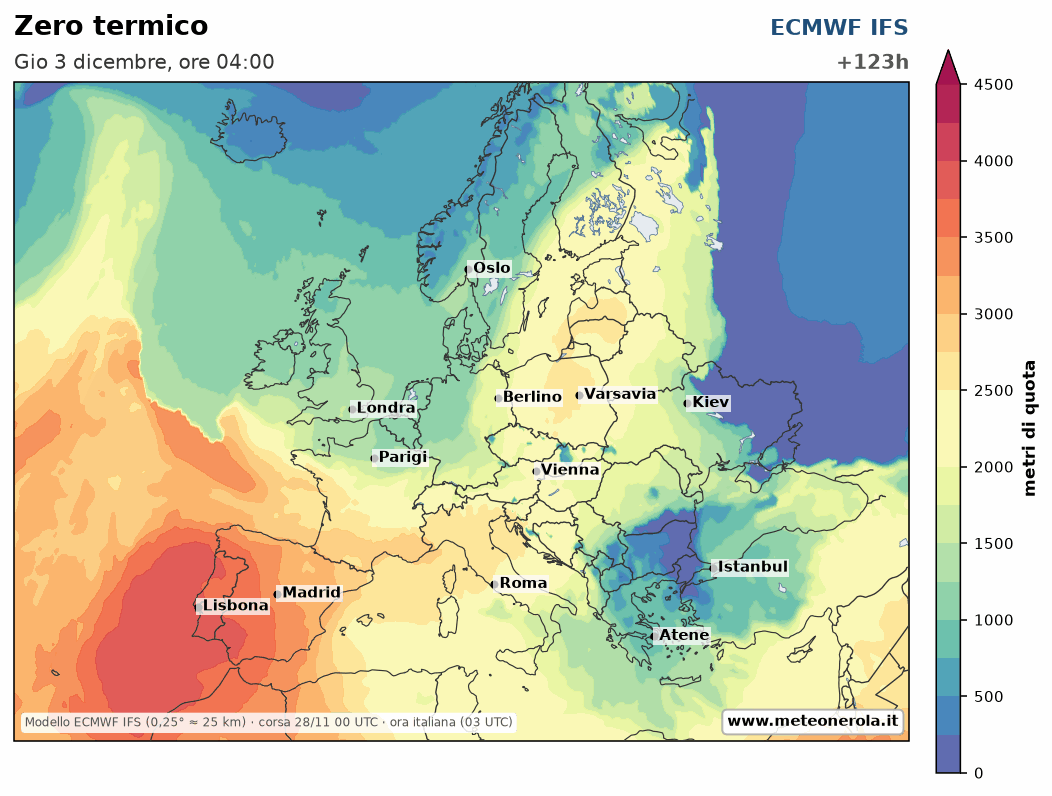 Zero termico
ECMWF IFS
Gio 3 dicembre, ore 04:00
+123h
4500
4000
3500
3000
2500
2000
1500
1000
500
0
metri di quota
Oslo
Londra
Berlino
Varsavia
Kiev
Parigi
Vienna
Istanbul
Roma
Madrid
Lisbona
Atene
Modello ECMWF IFS (0,25° ≈ 25 km) · corsa 28/11 00 UTC · ora italiana (03 UTC)
www.meteonerola.it